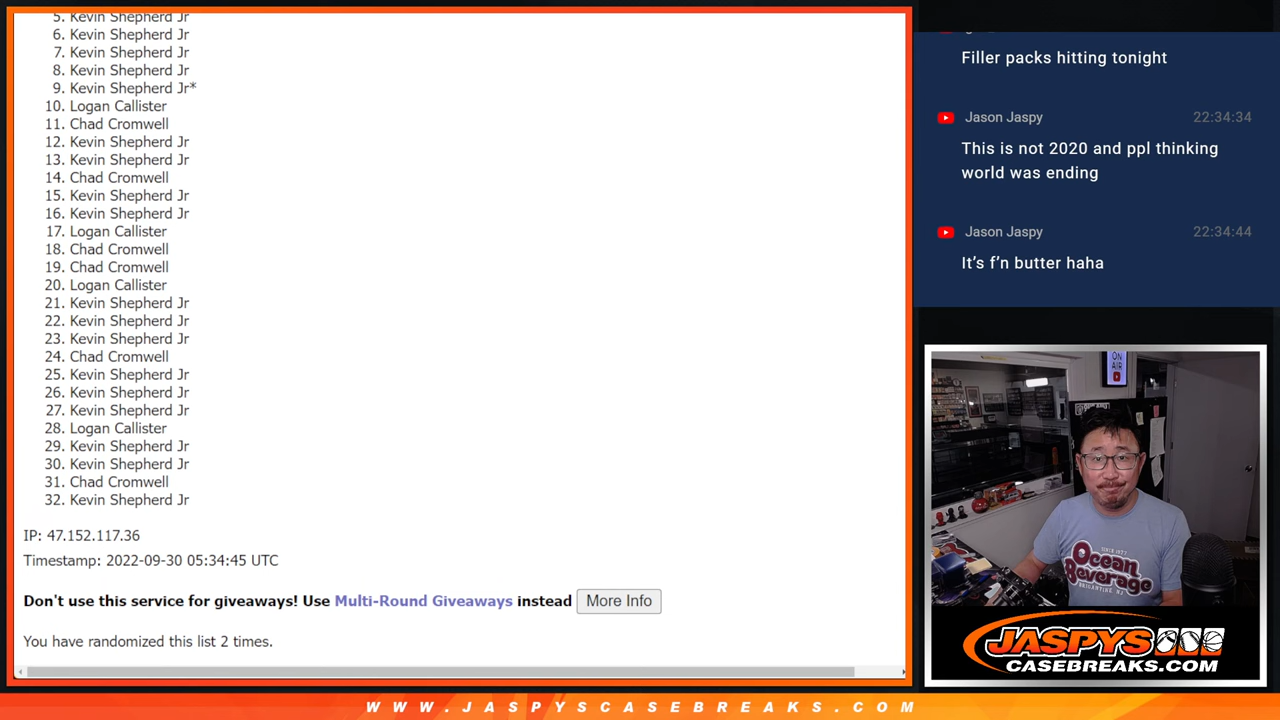 5. Kevin Shepherd Jr
6. Kevin Shepherd Jr
7. Kevin Shepherd Jr
8. Kevin Shepherd Jr
9. Kevin Shepherd Jr*
10. Logan Callister
11. Chad Cromwell
12. Kevin Shepherd Jr
13. Kevin Shepherd Jr
14. Chad Cromwell
15. Kevin Shepherd Jr
16. Kevin Shepherd Jr
17. Logan Callister
18. Chad Cromwell
19. Chad Cromwell
20. Logan Callister
21. Kevin Shepherd Jr
22. Kevin Shepherd Jr
23. Kevin Shepherd Jr
24. Chad Cromwell
25. Kevin Shepherd Jr
26. Kevin Shepherd Jr
27. Kevin Shepherd Jr
28. Logan Callister
29. Kevin Shepherd Jr
30. Kevin Shepherd Jr
31. Chad Cromwell
32. Kevin Shepherd Jr
IP: 47.152.117.36
Timestamp: 2022-09-30 05:34:45 UTC
Don't use this service for giveaways! Use Multi-Round Giveaways instead More Info
You have randomized this list 2 times.
Filler packs hitting tonight
Jason Jaspy 22:34:34
This is not 2020 and ppl thinking
world was ending
Jason Jaspy 22:34:44
It's f'n butter haha
ON
AIR
Ocean
Beverage
JASPYS
CASEBREAKS.COM
WWW.JASPYSCASEBREAKS.COM